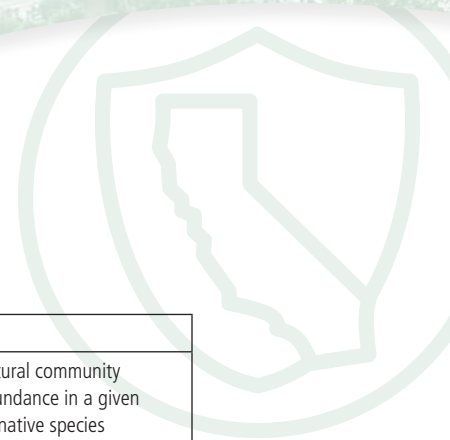 tural community
undance in a given
native species